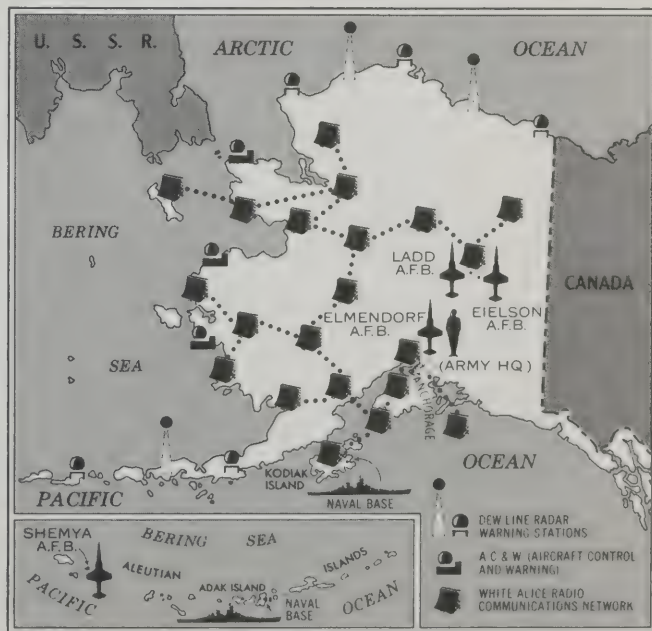 U. S. S. R.
ARCTIC
OCEAN
BERING
LADD
A.F.B.
CANADA
ELMENDORF
A.F.B.
EIELSON
A.F.B.
SEA
(ARMY HQ)
ANCHORAGE
OCEAN
KODIAK
ISLAND
NAVAL BASE
PACIFIC
DEW LINE RADAR
WARNING STATIONS
A C & W (AIRCRAFT CONTROL
AND WARNING)
WHITE ALICE RADIO
COMMUNICATIONS NETWORK
SHEMYA
A.F.B.
BERING SEA
ALEUTIAN
ISLANDS
PACIFIC
ADAK ISLAND
NAVAL
BASE
OCEAN